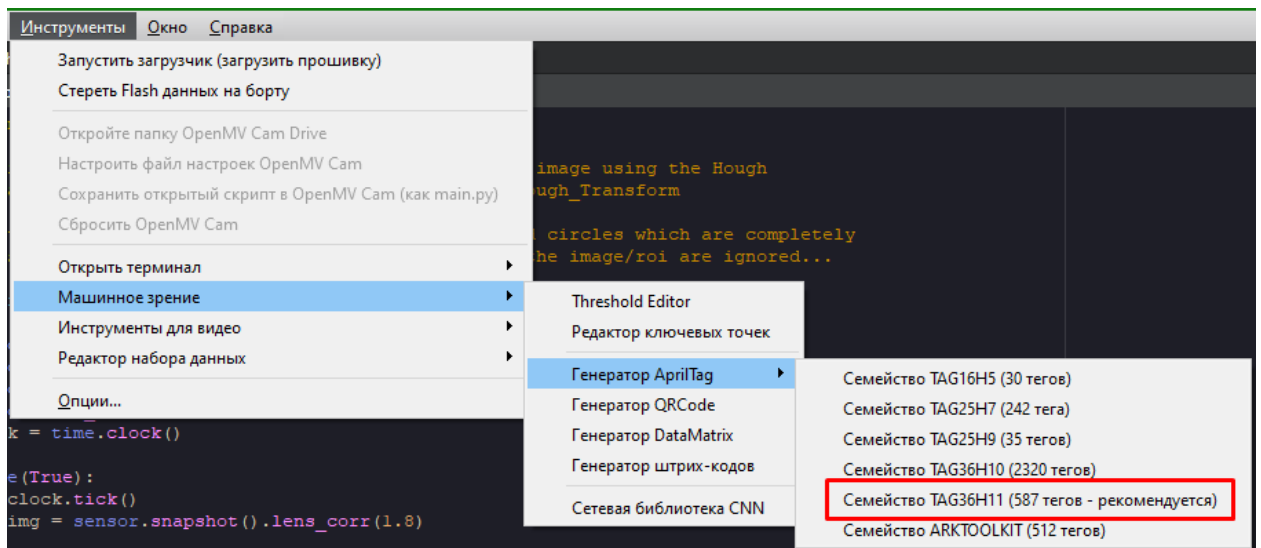 Инструменты Окно Справка
Запустить загрузчик (загрузить прошивку)
Стереть Flash данных на борту
Откройте папку OpenMV Cam Drive
Настроить файл настроек OpenMV Cam
Сохранить открытый скрипт в OpenMV Cam (как main.py)
Сбросить OpenMV Cam
Открыть терминал
Машинное зрение
Инструменты для видео
Редактор набора данных
Опции...
Threshold Editor
Редактор ключевых точек
Генератор AprilTag
Генератор QRCode
Генератор DataMatrix
Генератор штрих-кодов
Сетевая библиотека CNN
Семейство TAG16H5 (30 тегов)
Семейство TAG25H7 (242 тега)
Семейство TAG25H9 (35 тегов)
Семейство TAG36H10 (2320 тегов)
Семейство TAG36H11 (587 тегов - рекомендуется)
Семейство ARKTOOLKIT (512 тегов)
image using the Hough
ugh_Transform
circles which are completely
he image/roi are ignored...
k = time.clock()
e(True):
clock.tick()
img = sensor.snapshot().lens_corr(1.8)